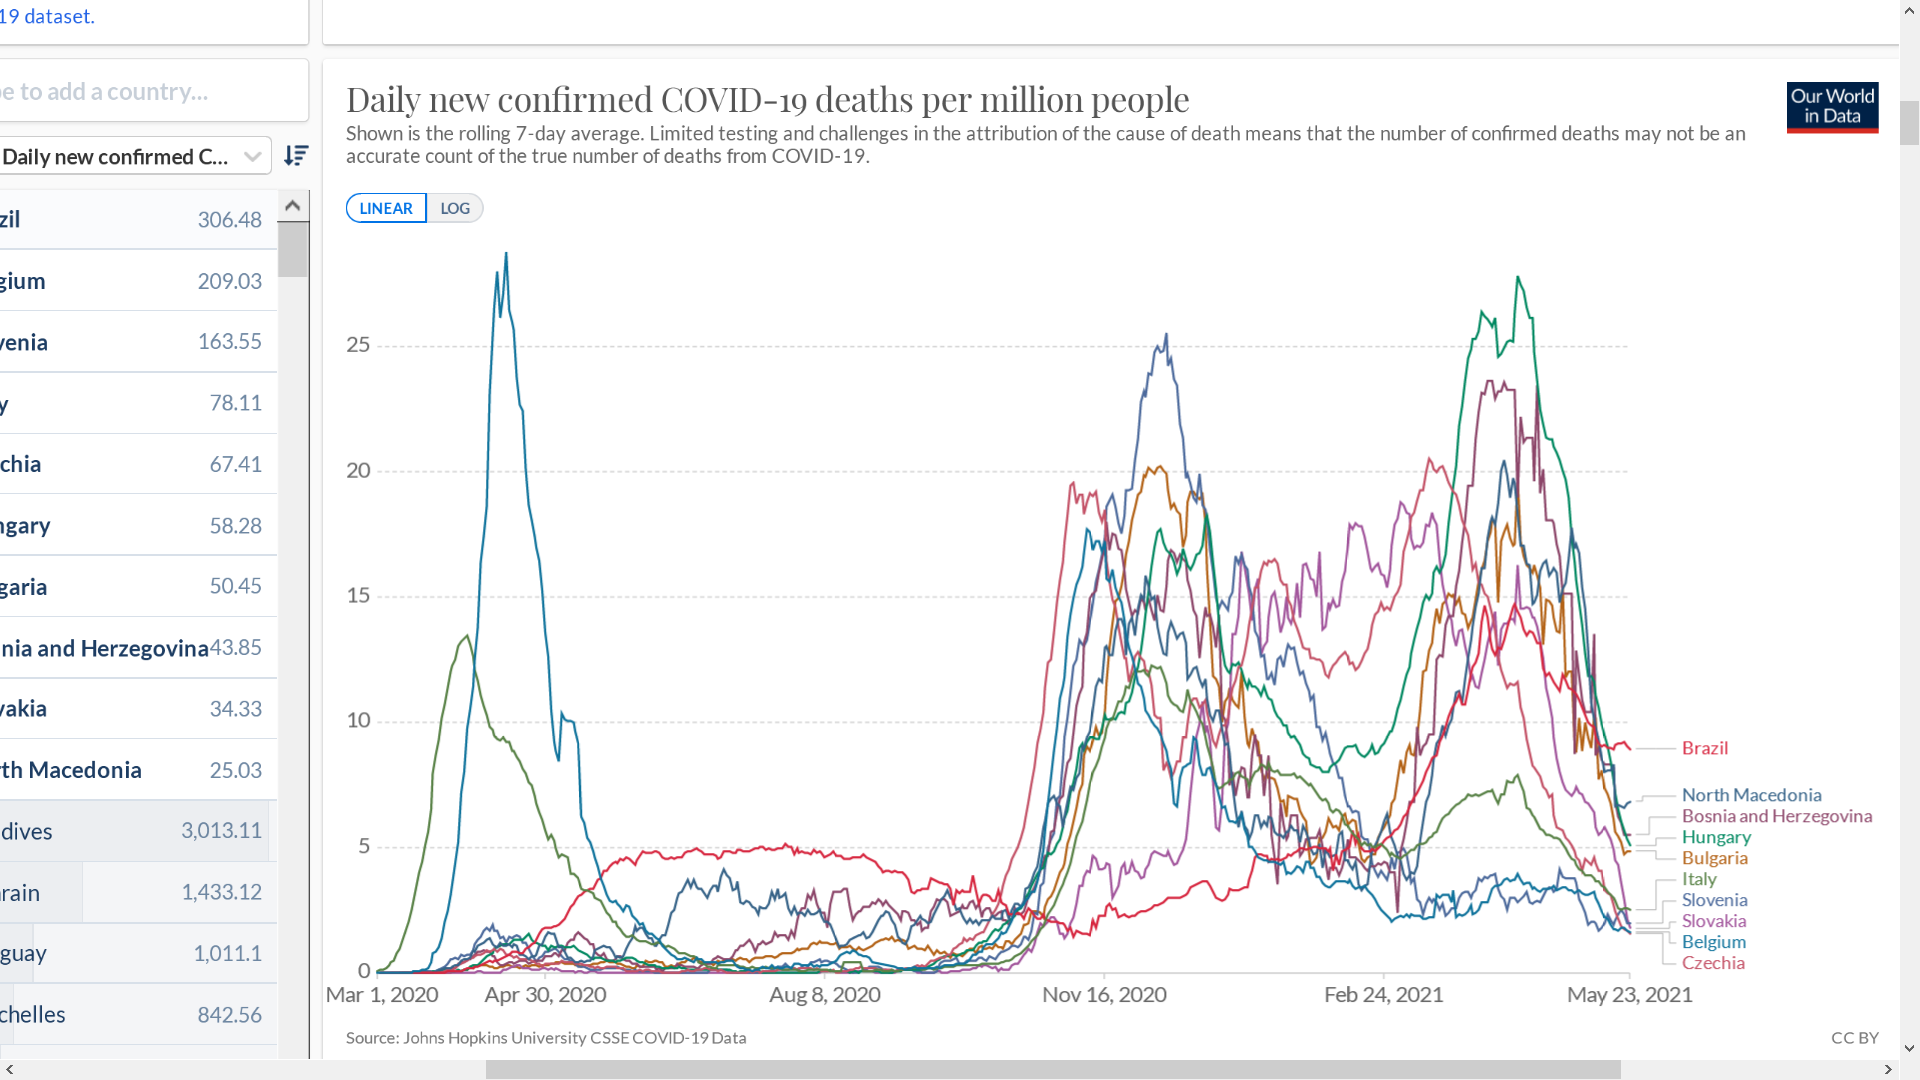 19 dataset.
e to add a country...
Daily new confirmed C...
zil 306.48
gium 209.03
venia 163.55
y 78.11
chia 67.41
ngary 58.28
garia 50.45
nia and Herzegovina 43.85
vakia 34.33
th Macedonia 25.03
dives 3,013.11
rain 1,433.12
guay 1,011.1
chelles 842.56
Daily new confirmed COVID-19 deaths per million people
Shown is the rolling 7-day average. Limited testing and challenges in the attribution of the cause of death means that the number of confirmed deaths may not be an
accurate count of the true number of deaths from COVID-19.
Our World
in Data
LINEAR LOG
25
20
15
10
5
0
Mar 1, 2020 Apr 30, 2020 Aug 8, 2020 Nov 16, 2020 Feb 24, 2021 May 23, 2021
Brazil
North Macedonia
Bosnia and Herzegovina
Hungary
Bulgaria
Italy
Slovenia
Slovakia
Belgium
Czechia
Source: Johns Hopkins University CSSE COVID-19 Data CC BY